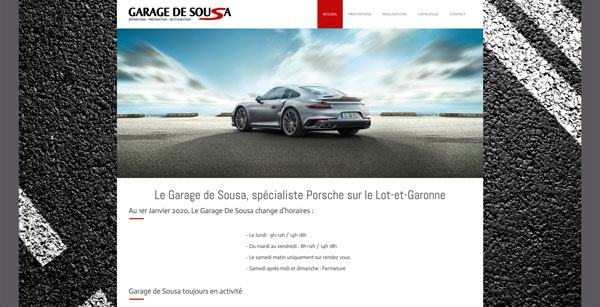 GARAGE DE SOUSA
RÉPARATION - PRÉPARATION - RESTAURATION
ACCUEIL PRESTATIONS RÉALISATIONS CATALOGUE CONTACT
Le Garage de Sousa, spécialiste Porsche sur le Lot-et-Garonne
Au 1er Janvier 2020, Le Garage De Sousa change d'horaires :
- Le lundi : 9h-12h / 14h 18h
- Du mardi au vendredi : 8h-12h / 14h 18h
- Le samedi matin uniquement sur rendez vous
- Samedi après midi et dimanche : Fermeture
Garage de Sousa toujours en activité